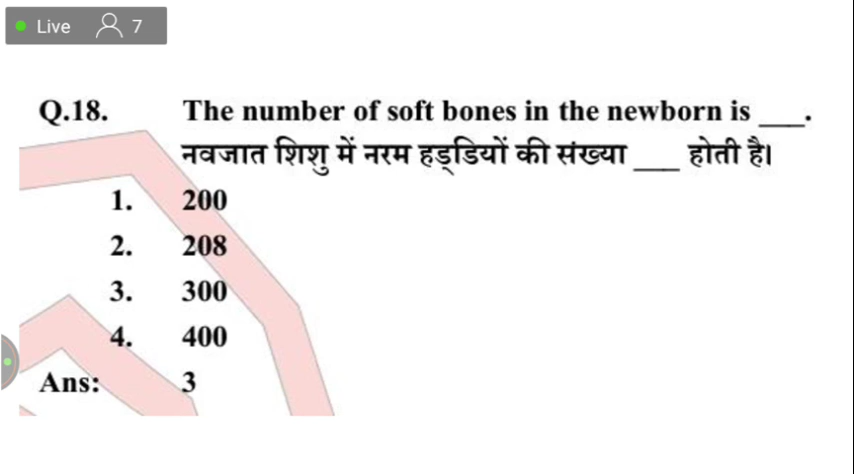 Live 7
Q.18. The number of soft bones in the newborn is ___.
नवजात शिशु में नरम हड्डियों की संख्या ___ होती है।
1. 200
2. 208
3. 300
4. 400
Ans: 3